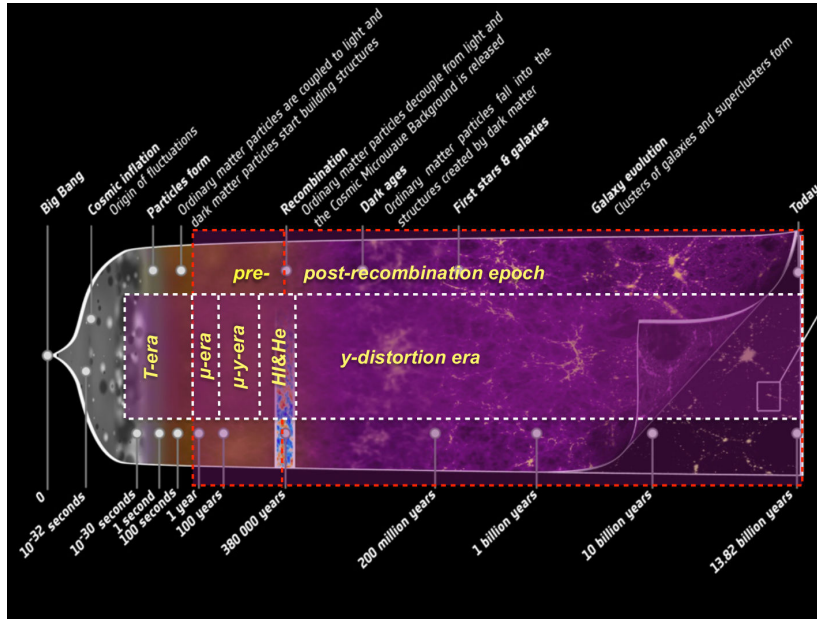 Big Bang
Cosmic inflation
Origin of fluctuations
Particles form
Ordinary matter particles are coupled to light and
dark matter particles start building structures
Recombination
Ordinary matter particles decouple from light and
the Cosmic Microwave Background is released
Dark ages
Ordinary matter particles fall into the
structures created by dark matter
First stars & galaxies
Galaxy evolution
Clusters of galaxies and superclusters form
Today
pre- post-recombination epoch
T-era
μ-era
μ-y-era
HI&He
y-distortion era
0
10-32 seconds
10-30 seconds
1 second
100 seconds
1 year
100 years
380 000 years
200 million years
1 billion years
10 billion years
13.82 billion years